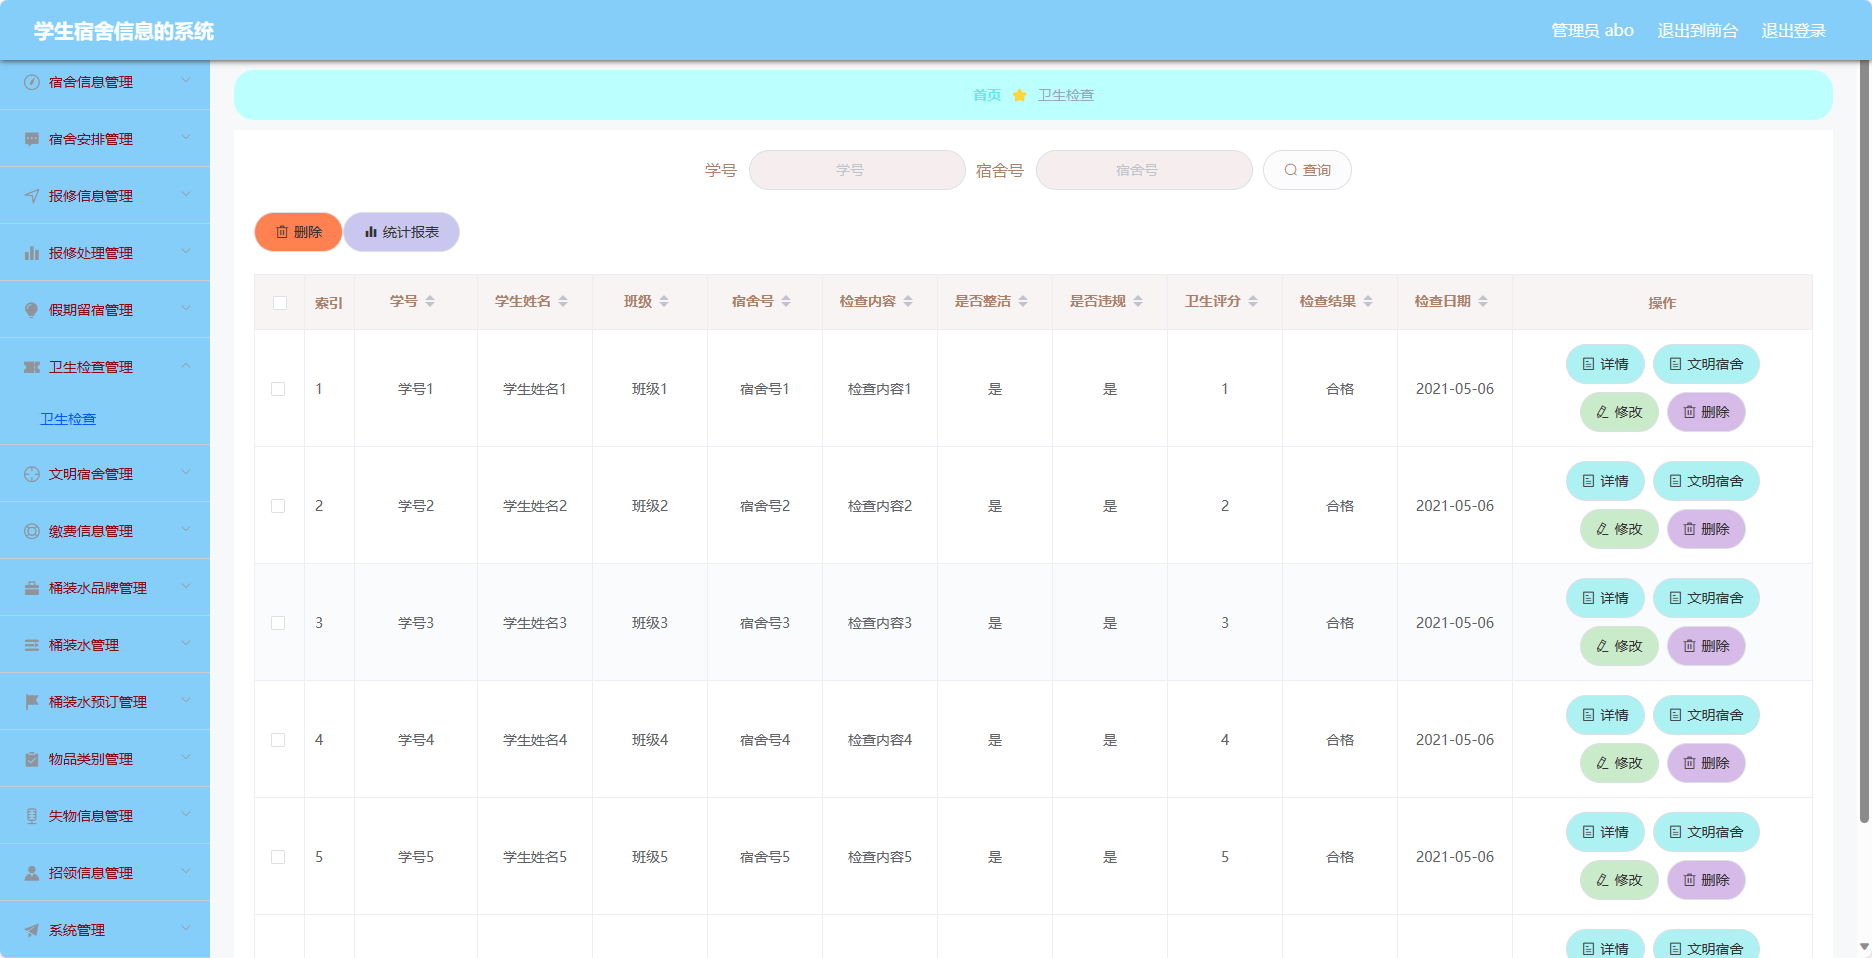 学生宿舍信息的系统
管理员 abo 退出到前台 退出登录
宿舍信息管理
宿舍安排管理
报修信息管理
报修处理管理
假期留宿管理
卫生检查管理
卫生检查
文明宿舍管理
缴费信息管理
桶装水品牌管理
桶装水管理
桶装水预订管理
物品类别管理
失物信息管理
招领信息管理
系统管理
首页 卫生检查
学号 学号 宿舍号 宿舍号 查询
删除 统计报表
索引 学号 学生姓名 班级 宿舍号 检查内容 是否整洁 是否违规 卫生评分 检查结果 检查日期 操作
1 学号1 学生姓名1 班级1 宿舍号1 检查内容1 是 是 1 合格 2021-05-06 详情 文明宿舍
修改 删除
2 学号2 学生姓名2 班级2 宿舍号2 检查内容2 是 是 2 合格 2021-05-06 详情 文明宿舍
修改 删除
3 学号3 学生姓名3 班级3 宿舍号3 检查内容3 是 是 3 合格 2021-05-06 详情 文明宿舍
修改 删除
4 学号4 学生姓名4 班级4 宿舍号4 检查内容4 是 是 4 合格 2021-05-06 详情 文明宿舍
修改 删除
5 学号5 学生姓名5 班级5 宿舍号5 检查内容5 是 是 5 合格 2021-05-06 详情 文明宿舍
修改 删除
详情 文明宿舍